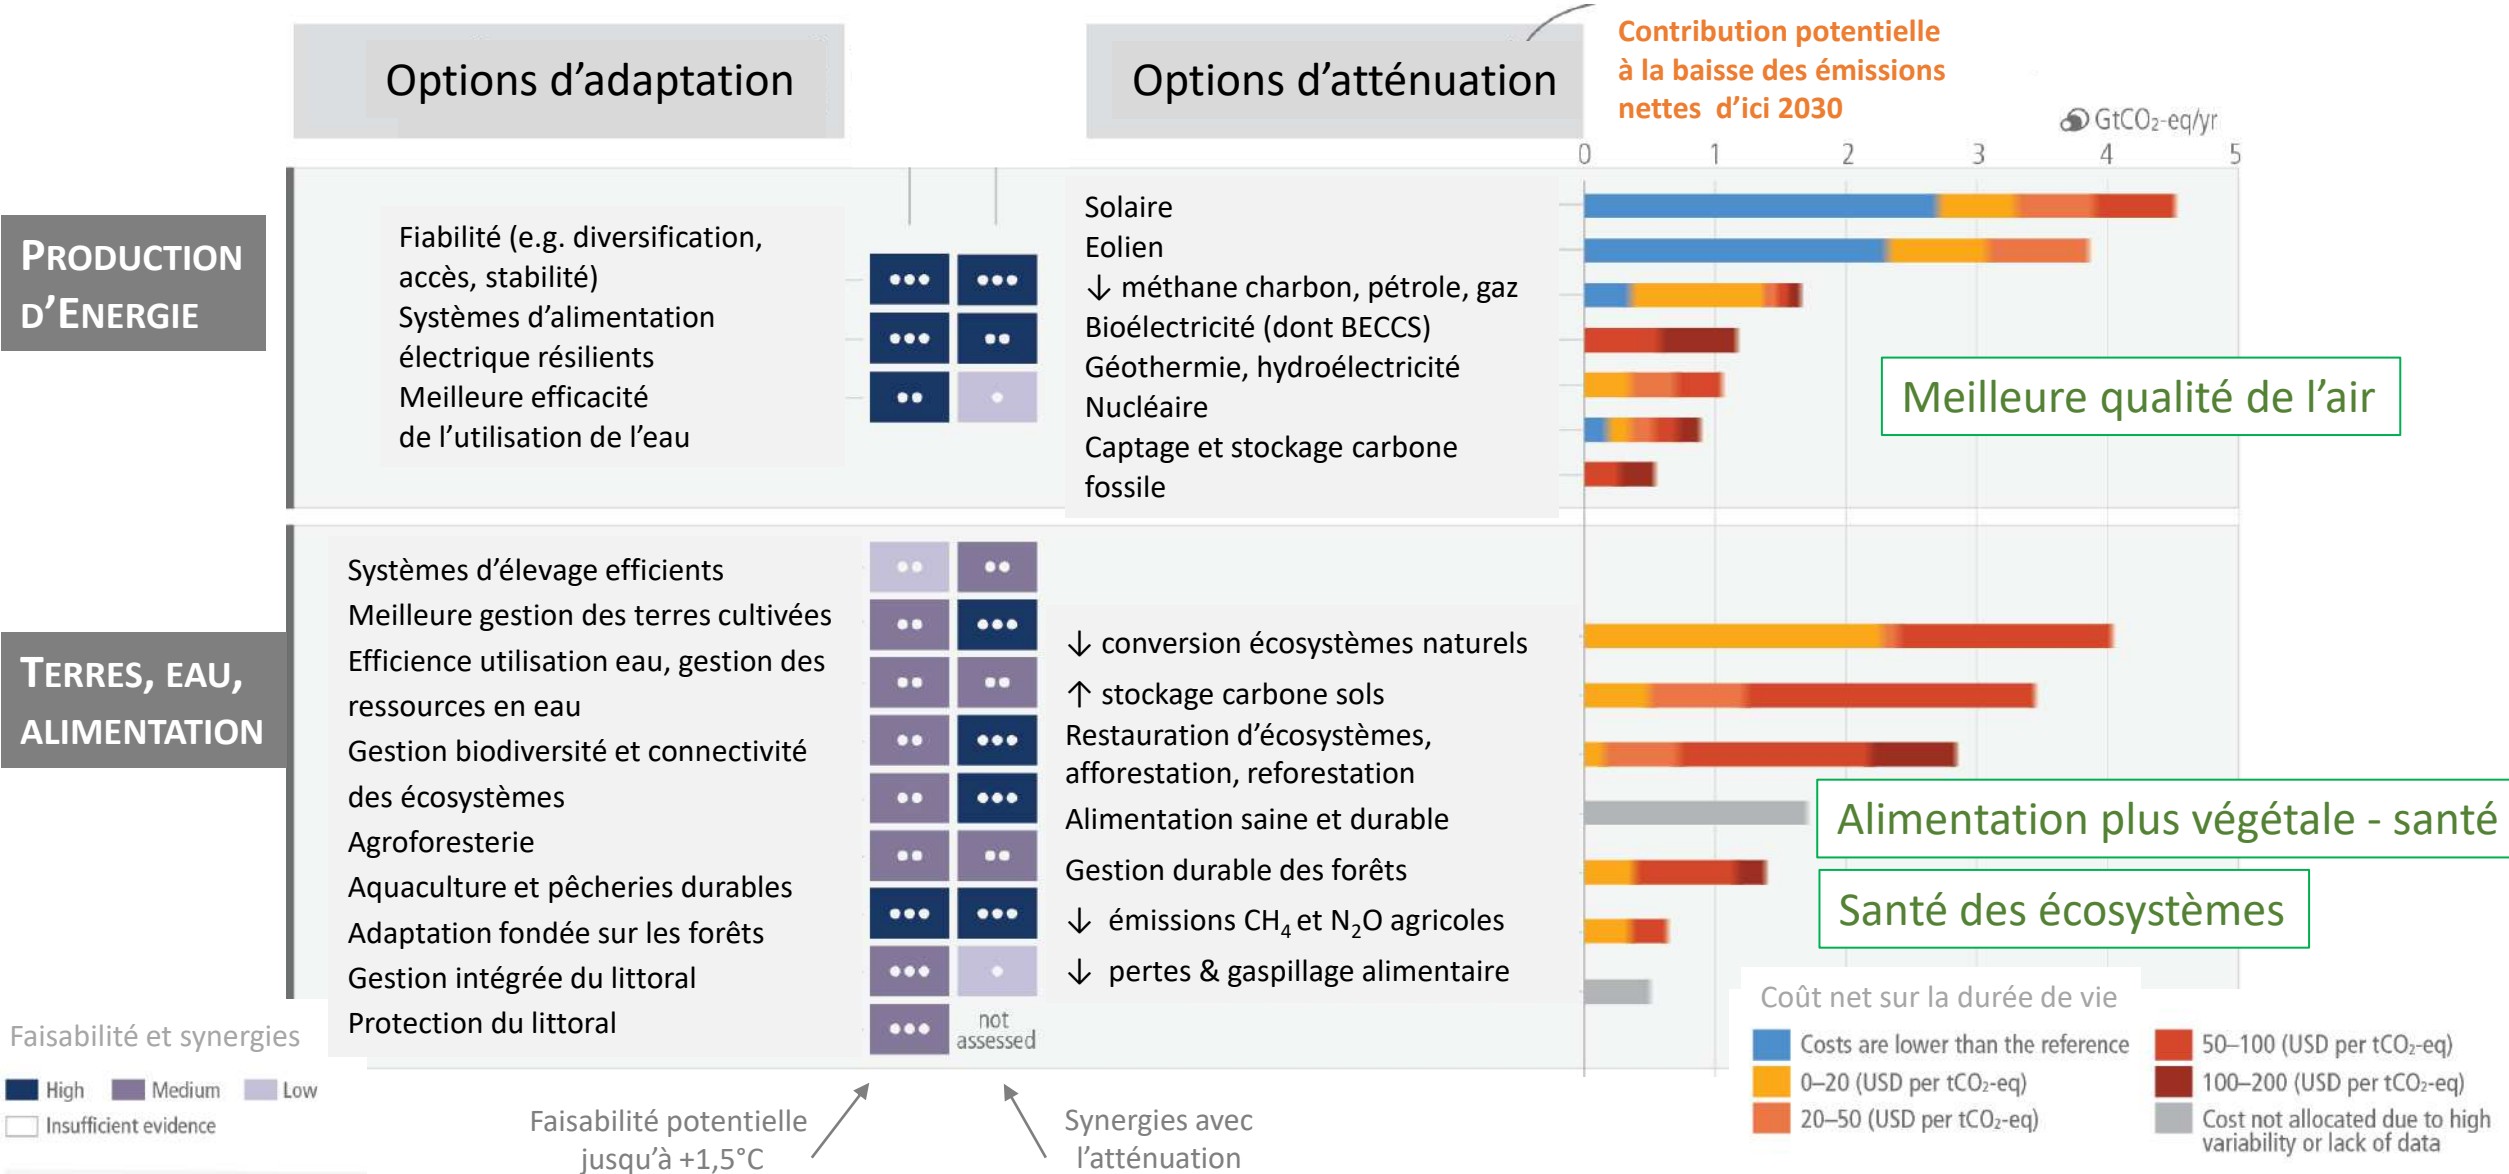 Options d'adaptation
Options d'atténuation
Contribution potentielle
à la baisse des émissions
nettes d'ici 2030
GtCO₂-eq/yr
0 1 2 3 4 5
PRODUCTION
D'ENERGIE
Fiabilité (e.g. diversification,
accès, stabilité)
Systèmes d'alimentation
électrique résilients
Meilleure efficacité
de l'utilisation de l'eau
Solaire
Eolien
↓ méthane charbon, pétrole, gaz
Bioélectricité (dont BECCS)
Géothermie, hydroélectricité
Nucléaire
Captage et stockage carbone
fossile
Meilleure qualité de l'air
TERRES, EAU,
ALIMENTATION
Systèmes d'élevage efficients
Meilleure gestion des terres cultivées
Efficience utilisation eau, gestion des
ressources en eau
Gestion biodiversité et connectivité
des écosystèmes
Agroforesterie
Aquaculture et pêcheries durables
Adaptation fondée sur les forêts
Gestion intégrée du littoral
Protection du littoral
not
assessed
↓ conversion écosystèmes naturels
↑ stockage carbone sols
Restauration d'écosystèmes,
afforestation, reforestation
Alimentation saine et durable
Gestion durable des forêts
↓ émissions CH₄ et N₂O agricoles
↓ pertes & gaspillage alimentaire
Alimentation plus végétale - santé
Santé des écosystèmes
Faisabilité et synergies
High Medium Low
Insufficient evidence
Faisabilité potentielle
jusqu'à +1,5°C
Synergies avec
l'atténuation
Coût net sur la durée de vie
Costs are lower than the reference
0–20 (USD per tCO₂-eq)
20–50 (USD per tCO₂-eq)
50–100 (USD per tCO₂-eq)
100–200 (USD per tCO₂-eq)
Cost not allocated due to high
variability or lack of data